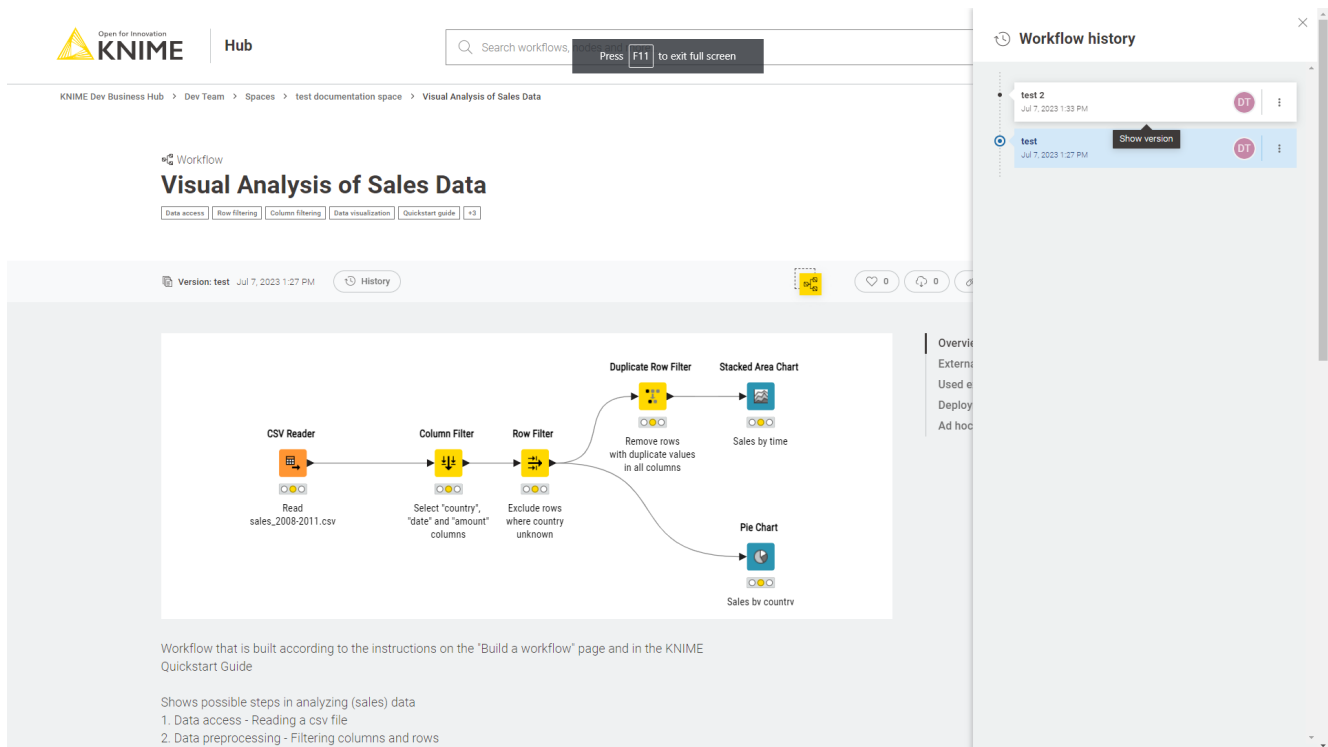 Open for Innovation
KNIME
Hub
Search workflows, nodes and
Press F11 to exit full screen
KNIME Dev Business Hub > Dev Team > Spaces > test documentation space > Visual Analysis of Sales Data
Workflow
Visual Analysis of Sales Data
Data access Row filtering Column filtering Data visualization Quickstart guide +3
Version: test Jul 7, 2023 1:27 PM History
0 0
Duplicate Row Filter Stacked Area Chart
Remove rows
with duplicate values
in all columns
Sales by time
CSV Reader Column Filter Row Filter
Read
sales_2008-2011.csv
Select "country",
"date" and "amount"
columns
Exclude rows
where country
unknown
Pie Chart
Sales by country
Overvie
Externa
Used e
Deploy
Ad hoc
Workflow that is built according to the instructions on the "Build a workflow" page and in the KNIME
Quickstart Guide
Shows possible steps in analyzing (sales) data
1. Data access - Reading a csv file
2. Data preprocessing - Filtering columns and rows
Workflow history
test 2
Jul 7, 2023 1:33 PM
DT
Show version
test
Jul 7, 2023 1:27 PM
DT